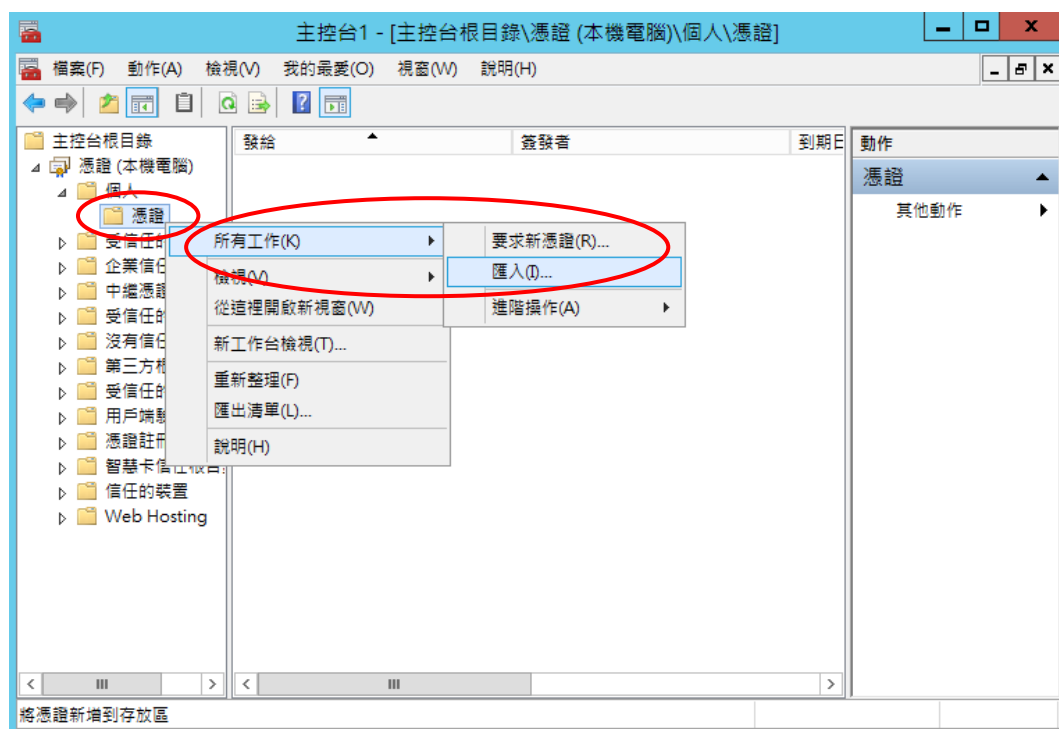 主控台1 - [主控台根目錄\憑證 (本機電腦)\個人\憑證]
檔案(F) 動作(A) 檢視(V) 我的最愛(O) 視窗(W) 說明(H)
主控台根目錄
憑證 (本機電腦)
個人
憑證
受信任的
企業信任
中繼憑證
受信任的
沒有信任
第三方根
受信任的
用戶端驗
憑證註冊
智慧卡信任根目
信任的裝置
Web Hosting
發給 簽發者 到期日
所有工作(K)
檢視(V)
從這裡開啟新視窗(W)
新工作台檢視(T)...
重新整理(F)
匯出清單(L)...
說明(H)
要求新憑證(R)...
匯入(I)...
進階操作(A)
動作
憑證
其他動作
將憑證新增到存放區